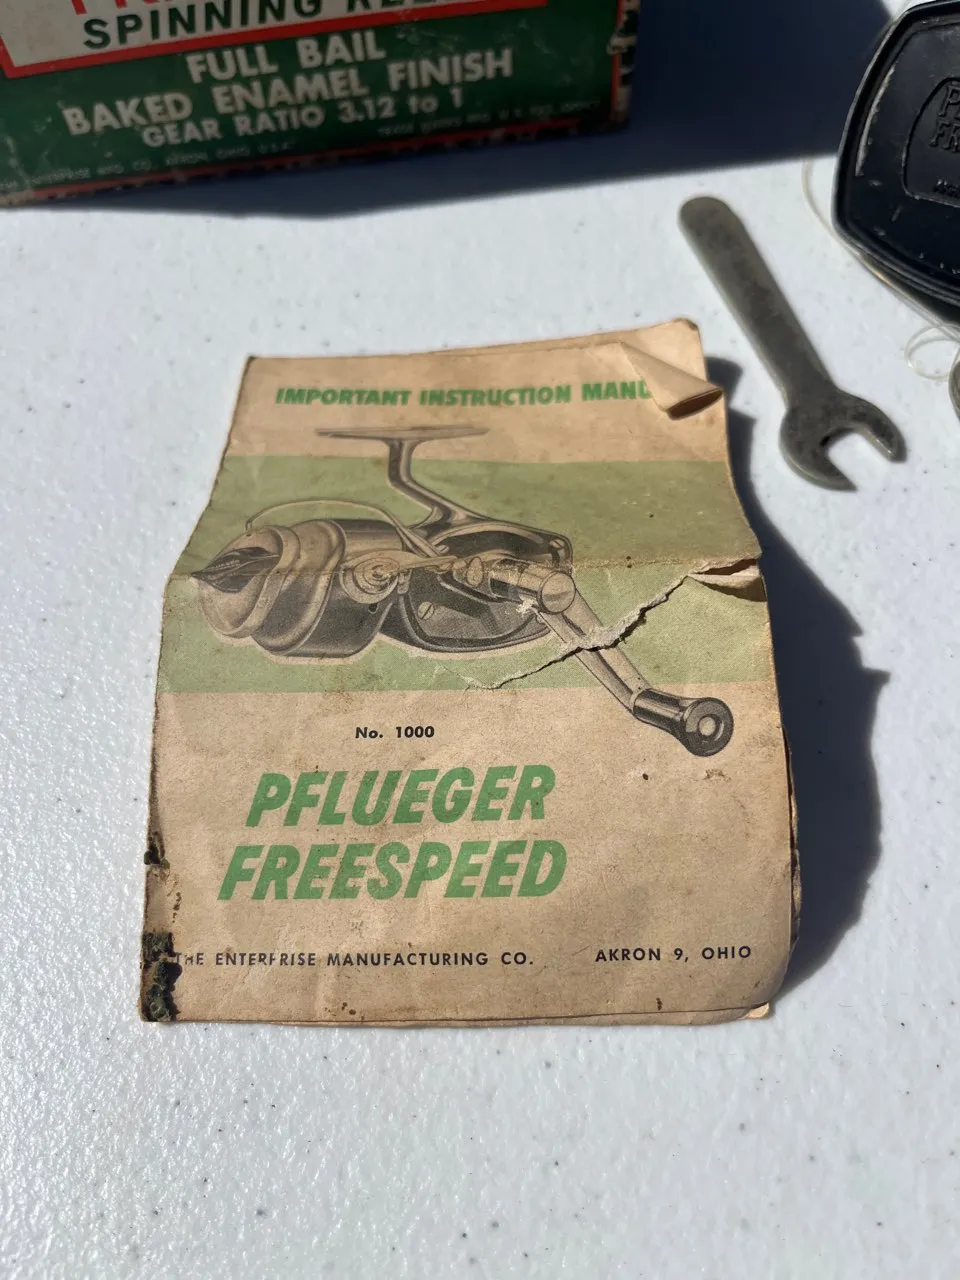 SPINNING
FULL BAIL
BAKED ENAMEL FINISH
GEAR RATIO 3.12 to 1
IMPORTANT INSTRUCTION MANU
No. 1000
PFLUEGER
FREESPEED
THE ENTERPRISE MANUFACTURING CO. AKRON 9, OHIO